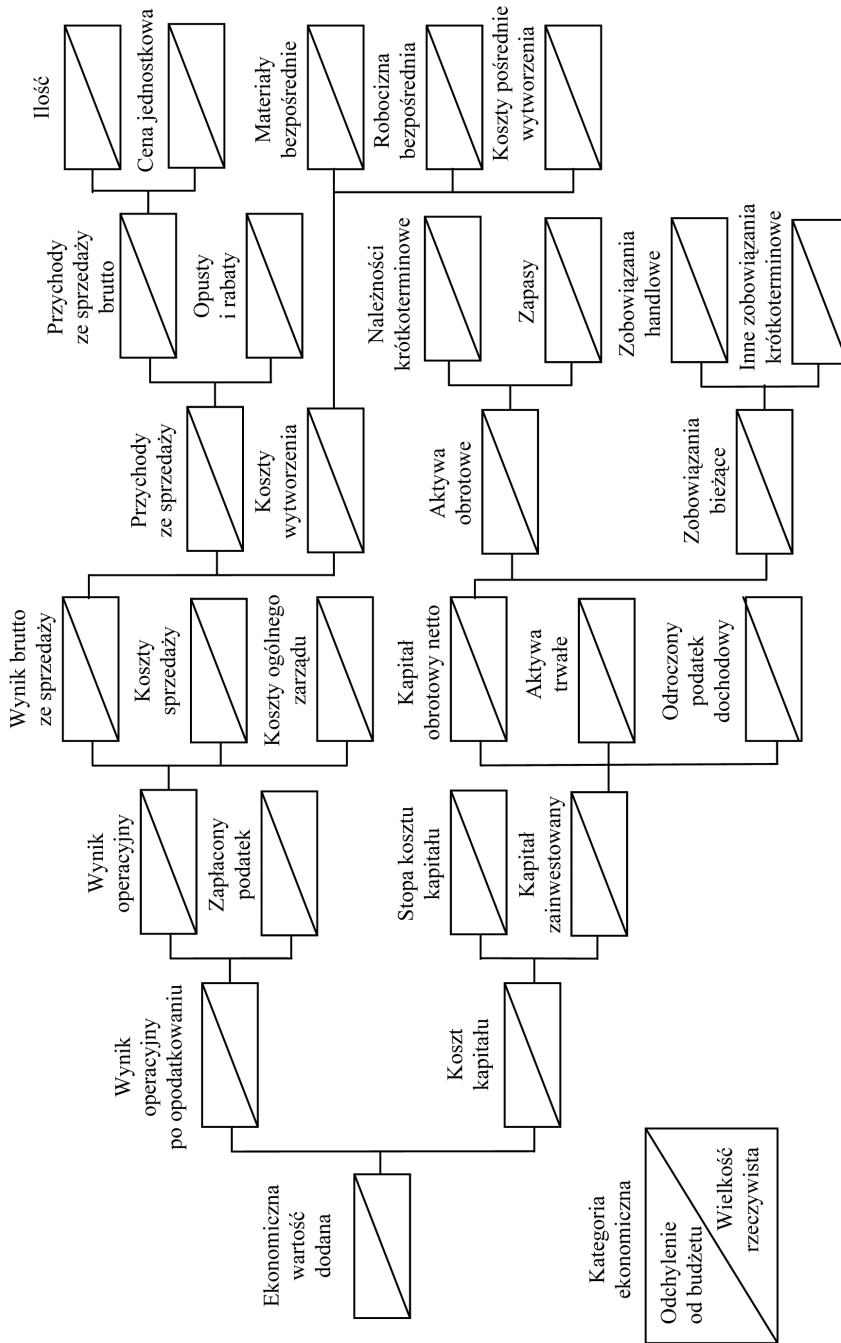 Ilość
Cena jednostkowa
Materiały
bezpośrednie
Robocizna
bezpośrednia
Koszty pośrednie
wytworzenia
Przychody
ze sprzedaży
brutto
Opusty
i rabaty
Należności
krótkoterminowe
Zapasy
Zobowiązania
handlowe
Inne zobowiązania
krótkoterminowe
Przychody
ze sprzedaży
Koszty
wytworzenia
Aktywa
obrotowe
Zobowiązania
bieżące
Wynik brutto
ze sprzedaży
Koszty
sprzedaży
Koszty ogólnego
zarządu
Kapitał
obrotowy netto
Aktywa
trwałe
Odroczony
podatek
dochodowy
Wynik
operacyjny
Zapłacony
podatek
Stopa kosztu
kapitału
Kapitał
zainwestowany
Wynik
operacyjny
po opodatkowaniu
Koszt
kapitału
Ekonomiczna
wartość
dodana
Kategoria
ekonomiczna
Odchylenie
od budżetu
Wielkość
rzeczywista